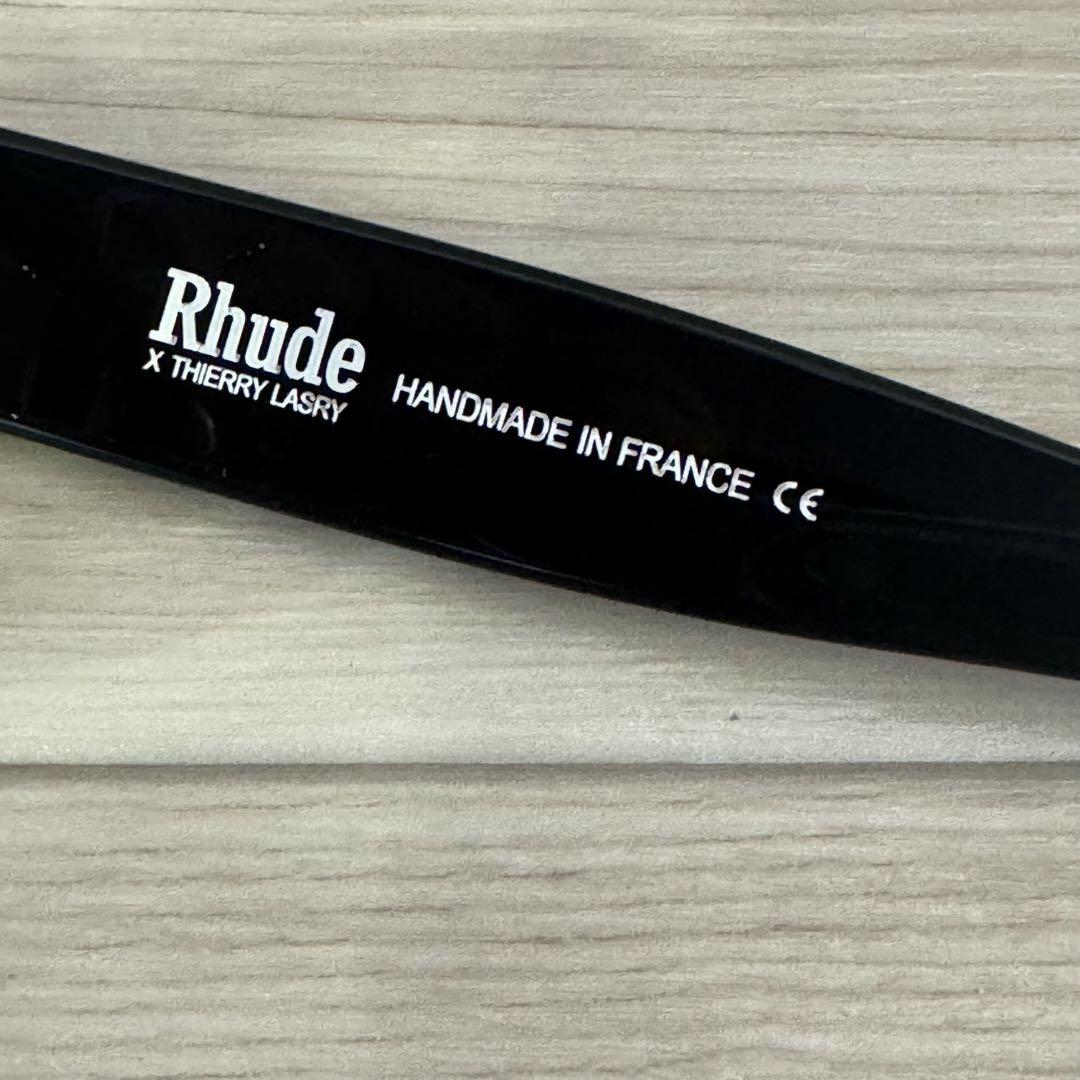 Rhude
X THIERRY LASRY
HANDMADE IN FRANCE CE